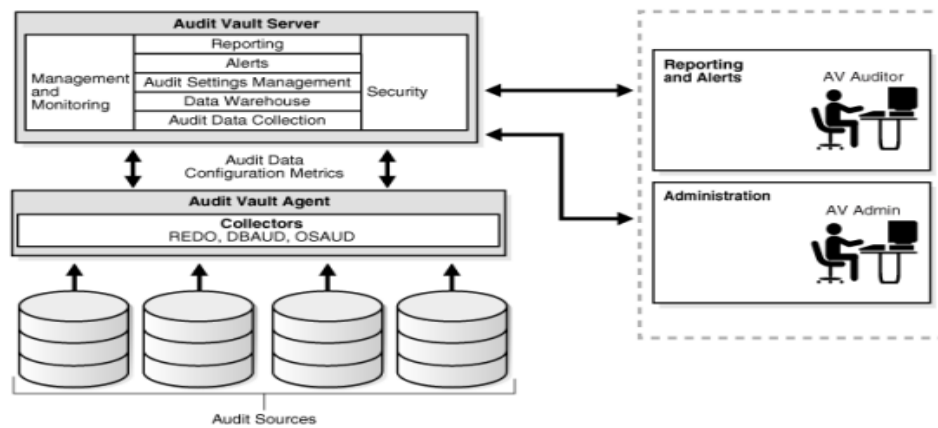 Audit Vault Server
Management
and
Monitoring
Reporting
Alerts
Audit Settings Management
Data Warehouse
Audit Data Collection
Security
Audit Data
Configuration Metrics
Audit Vault Agent
Collectors
REDO, DBAUD, OSAUD
Audit Sources
Reporting
and Alerts
AV Auditor
Administration
AV Admin